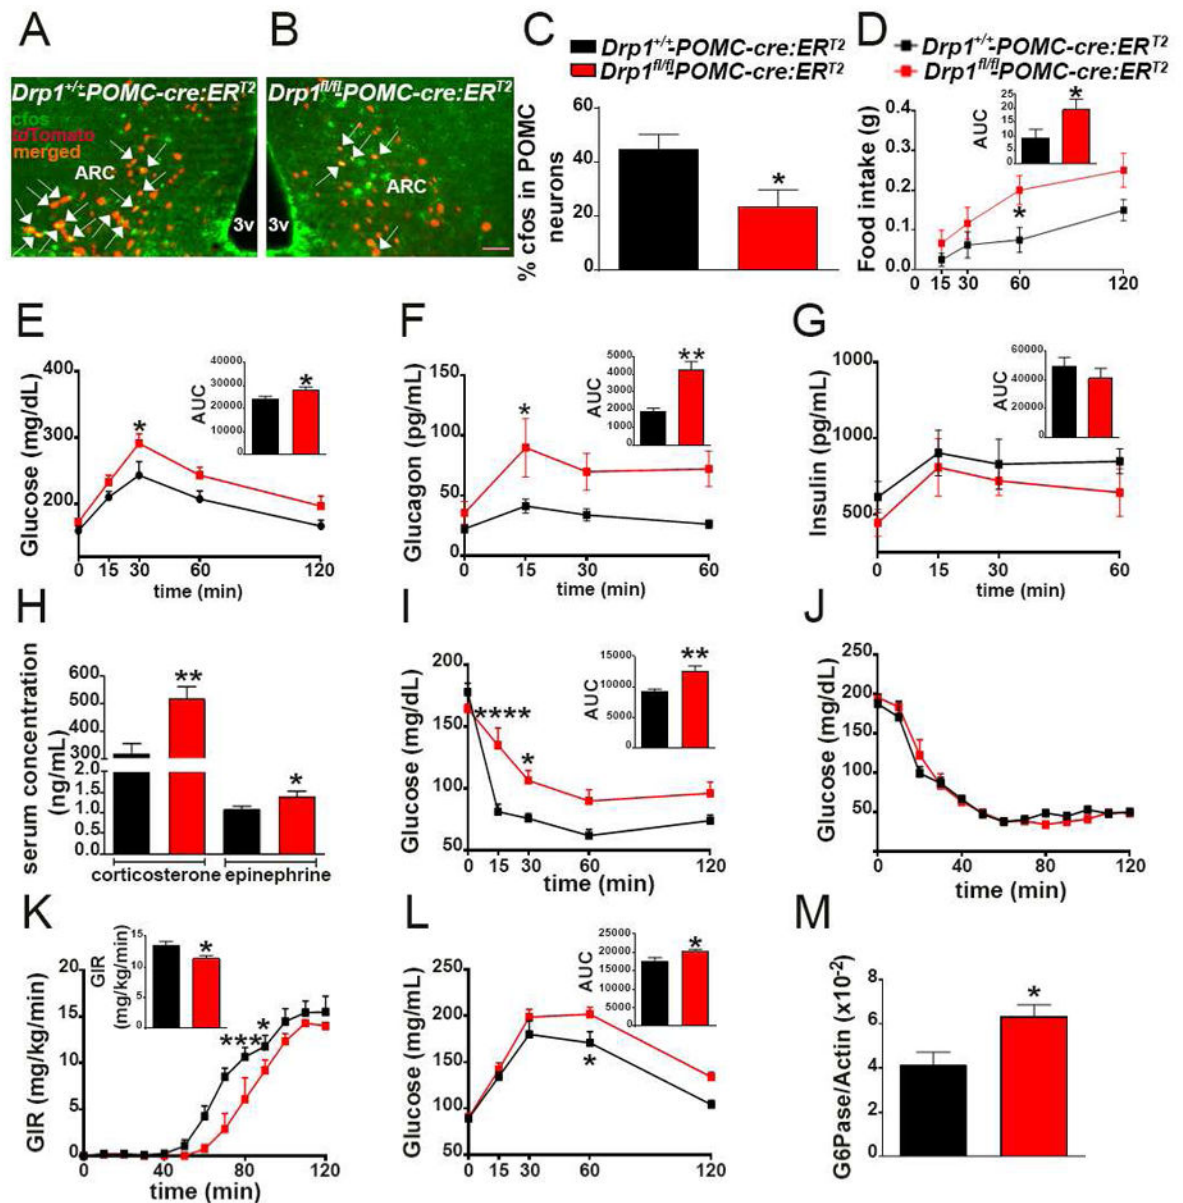 A
B
C
D
Drp1+/+-POMC-cre:ERT2
Drp1fl/fl-POMC-cre:ERT2
Drp1+/+-POMC-cre:ERT2
Drp1fl/fl-POMC-cre:ERT2
Drp1+/+-POMC-cre:ERT2
cfos
tdTomato
merged
ARC
3v
Drp1fl/fl-POMC-cre:ERT2
ARC
3v
% cfos in POMC
neurons
60
40
20
0
*
Food intake (g)
0.4
0.3
0.2
0.1
0.0
0 15 30 60 120
*
AUC
25
20
15
10
5
0
*
E
Glucose (mg/dL)
400
300
200
0 15 30 60 120
time (min)
*
AUC
40000
30000
20000
10000
0
*
F
Glucagon (pg/mL)
150
100
50
0
0 15 30 60
time (min)
*
AUC
5000
4000
3000
2000
1000
0
**
G
Insulin (pg/mL)
1000
1000
500
0 15 30 60
time (min)
AUC
60000
40000
20000
0
H
serum concentration
(ng/mL)
600
500
400
300
2.0
1.5
1.0
0.5
0.0
**
*
corticosterone epinephrine
I
Glucose (mg/dL)
200
150
100
50
0 15 30 60 120
time (min)
****
*
AUC
15000
10000
5000
0
**
J
Glucose (mg/dL)
250
200
150
100
50
0
0 40 80 120
time (min)
K
GIR (mg/kg/min)
20
15
10
5
0
0 40 80 120
time (min)
***
*
GIR
(mg/kg/min)
15
10
5
0
*
L
Glucose (mg/mL)
250
200
150
100
50
0 15 30 60 120
time (min)
*
AUC
25000
20000
15000
10000
5000
0
*
M
G6Pase/Actin (x10-2)
8
6
4
2
0
*